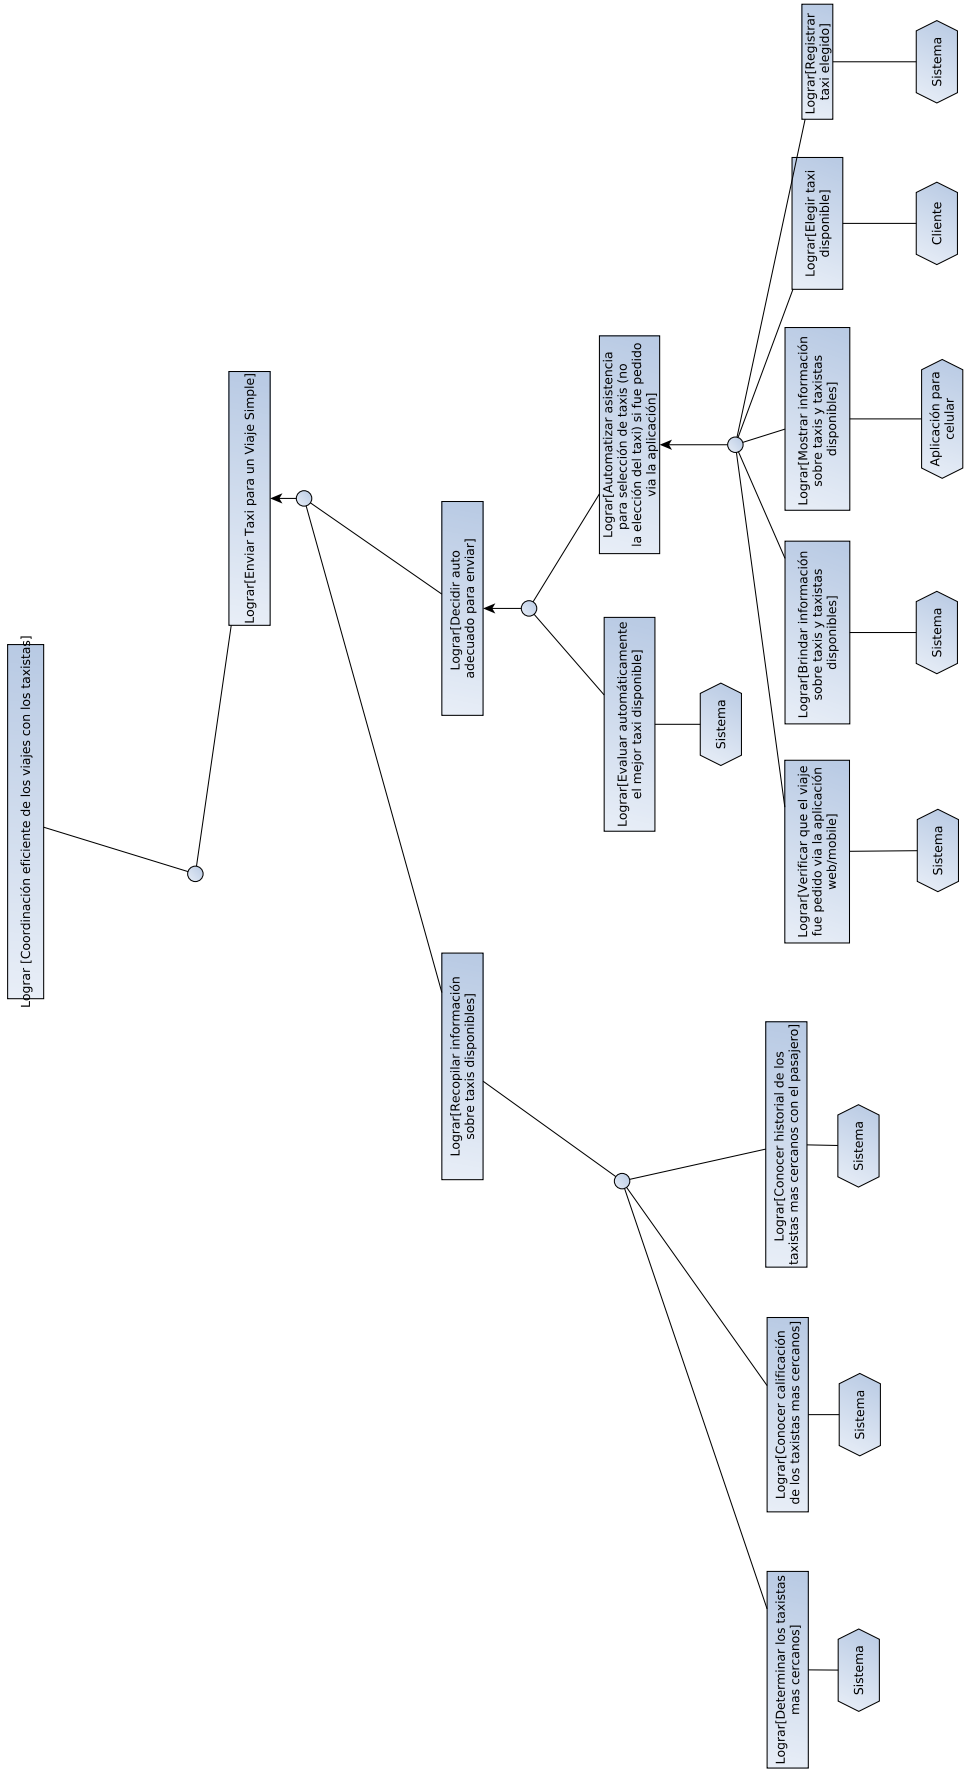 Lograr [Coordinación eficiente de los viajes con los taxistas]
Lograr[Enviar Taxi para un Viaje Simple]
Lograr[Recopilar información
sobre taxis disponibles]
Lograr[Decidir auto
adecuado para enviar]
Lograr[Evaluar automáticamente
el mejor taxi disponible]
Sistema
Lograr[Automatizar asistencia
para selección de taxis (no
la elección del taxi) si fue pedido
via la aplicación]
Lograr[Determinar los taxistas
mas cercanos]
Sistema
Lograr[Conocer calificación
de los taxistas mas cercanos]
Sistema
Lograr[Conocer historial de los
taxistas mas cercanos con el pasajero]
Sistema
Lograr[Verificar que el viaje
fue pedido via la aplicación
web/mobile]
Sistema
Lograr[Brindar información
sobre taxis y taxistas
disponibles]
Sistema
Lograr[Mostrar información
sobre taxis y taxistas
disponibles]
Aplicación para
celular
Lograr[Elegir taxi
disponible]
Cliente
Lograr[Registrar
taxi elegido]
Sistema